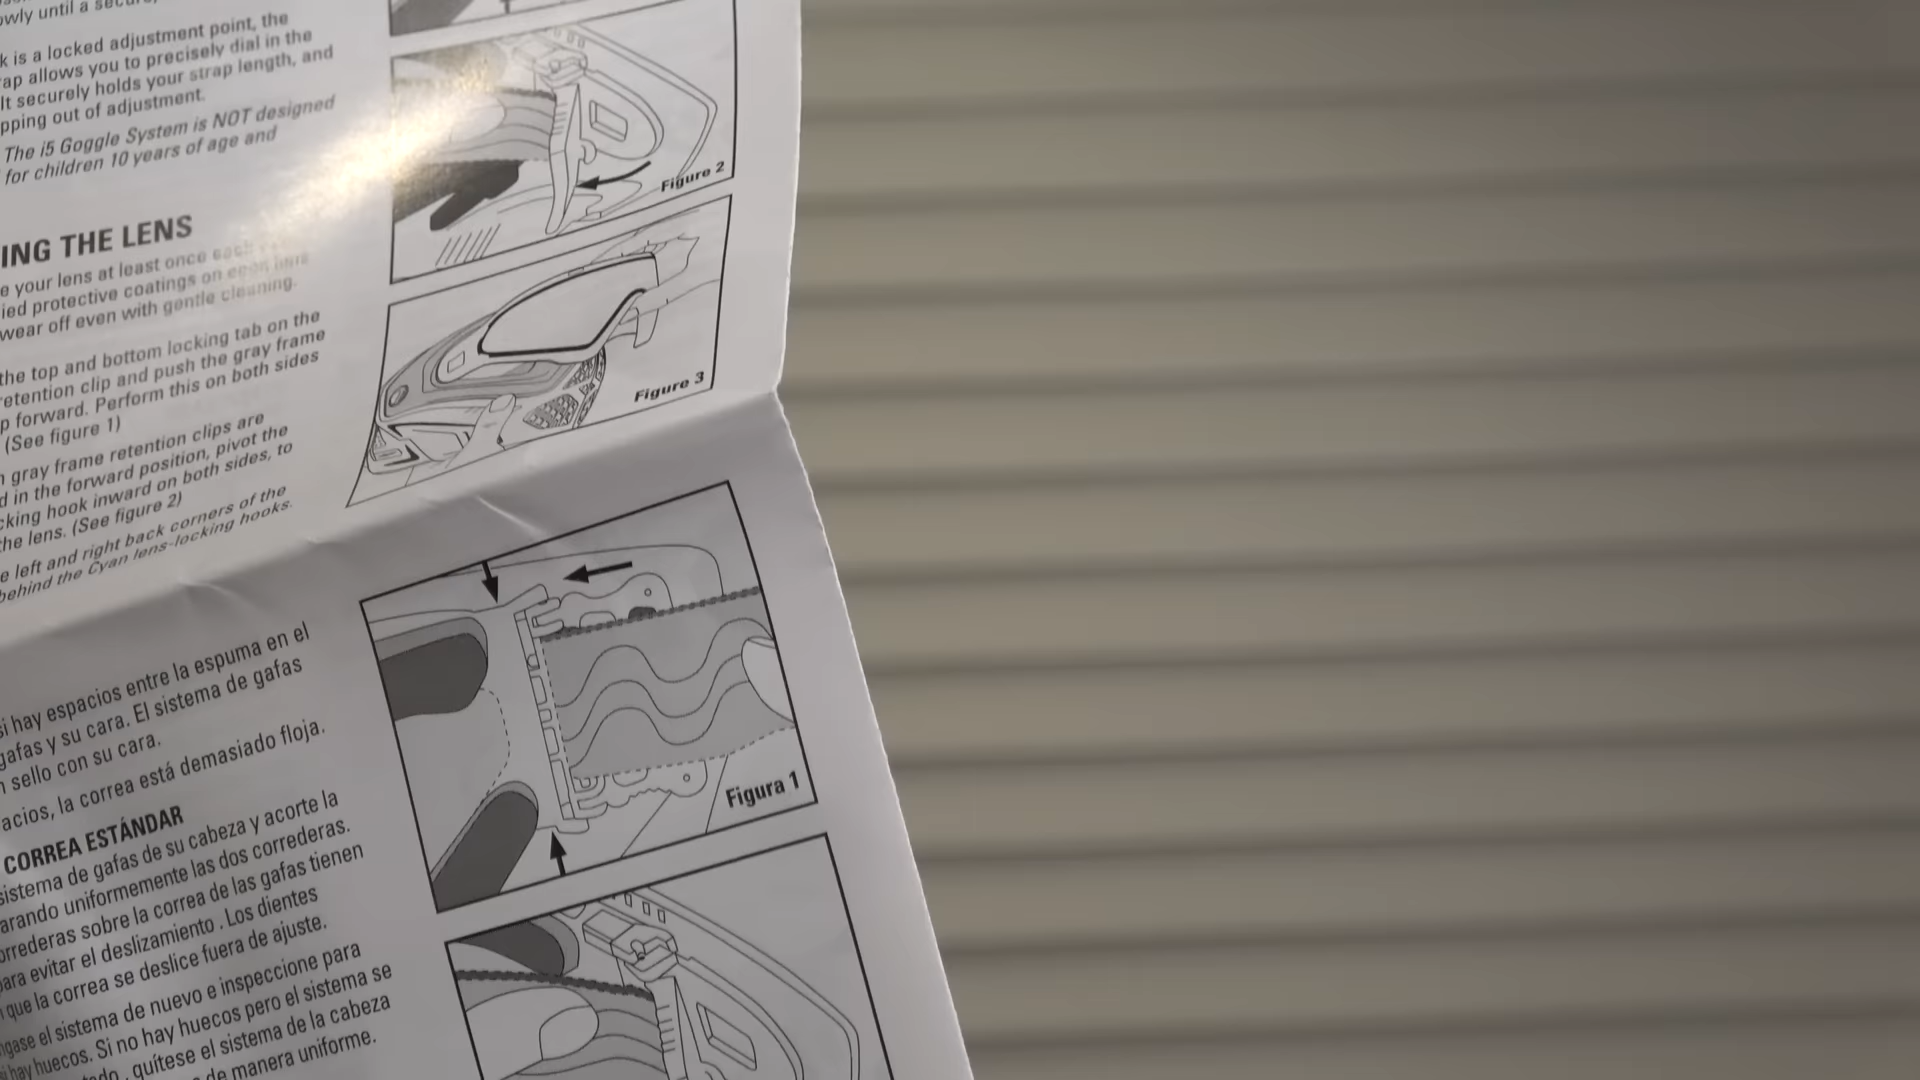 owly until a secure
k is a locked adjustment point, the
rap allows you to precisely dial in the
lt securely holds your strap length, and
pping out of adjustment.
The i5 Goggle System is NOT designed
for children 10 years of age and
Figure 2
ING THE LENS
e your lens at least once each
ied protective coatings on even lens
wear off even with gentle cleaning.
the top and bottom locking tab on the
retention clip and push the gray frame
p forward. Perform this on both sides
(See figure 1)
Figure 3
n gray frame retention clips are
d in the forward position, pivot the
cking hook inward on both sides, to
the lens. (See figure 2)
e left and right back corners of the
behind the Cyan lens-locking hooks.
si hay espacios entre la espuma en el
gafas y su cara. El sistema de gafas
n sello con su cara.
acios, la correa está demasiado floja.
Figura 1
CORREA ESTÁNDAR
sistema de gafas de su cabeza y acorte la
arando uniformemente las dos correderas.
orrederas sobre la correa de las gafas tienen
para evitar el deslizamiento . Los dientes
n que la correa se deslice fuera de ajuste.
ngase el sistema de nuevo e inspeccione para
si hay huecos. Si no hay huecos pero el sistema se
tado , quítese el sistema de la cabeza
de manera uniforme.